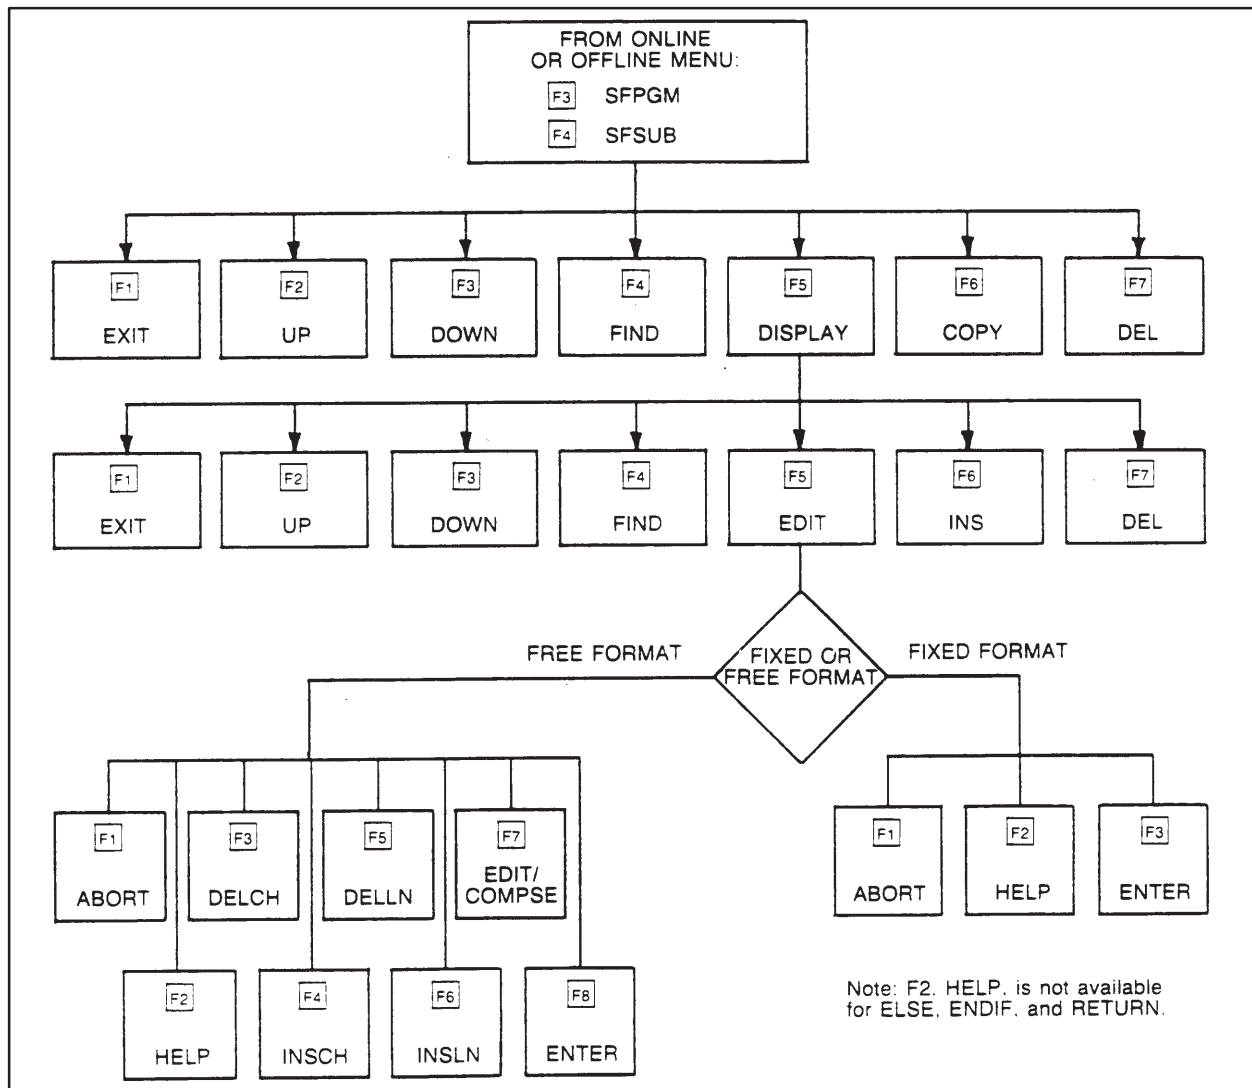 FROM ONLINE
OR OFFLINE MENU:
F3 SFPGM
F4 SFSUB
F1 F2 F3 F4 F5 F6 F7
EXIT UP DOWN FIND DISPLAY COPY DEL
F1 F2 F3 F4 F5 F6 F7
EXIT UP DOWN FIND EDIT INS DEL
FREE FORMAT
FIXED OR
FREE FORMAT
FIXED FORMAT
F1 F3 F5 F7
ABORT DELCH DELLN EDIT/
COMPSE
F1 F2 F3
ABORT HELP ENTER
F2 F4 F6 F8
HELP INSCH INSLN ENTER
Note: F2. HELP, is not available
for ELSE, ENDIF, and RETURN.